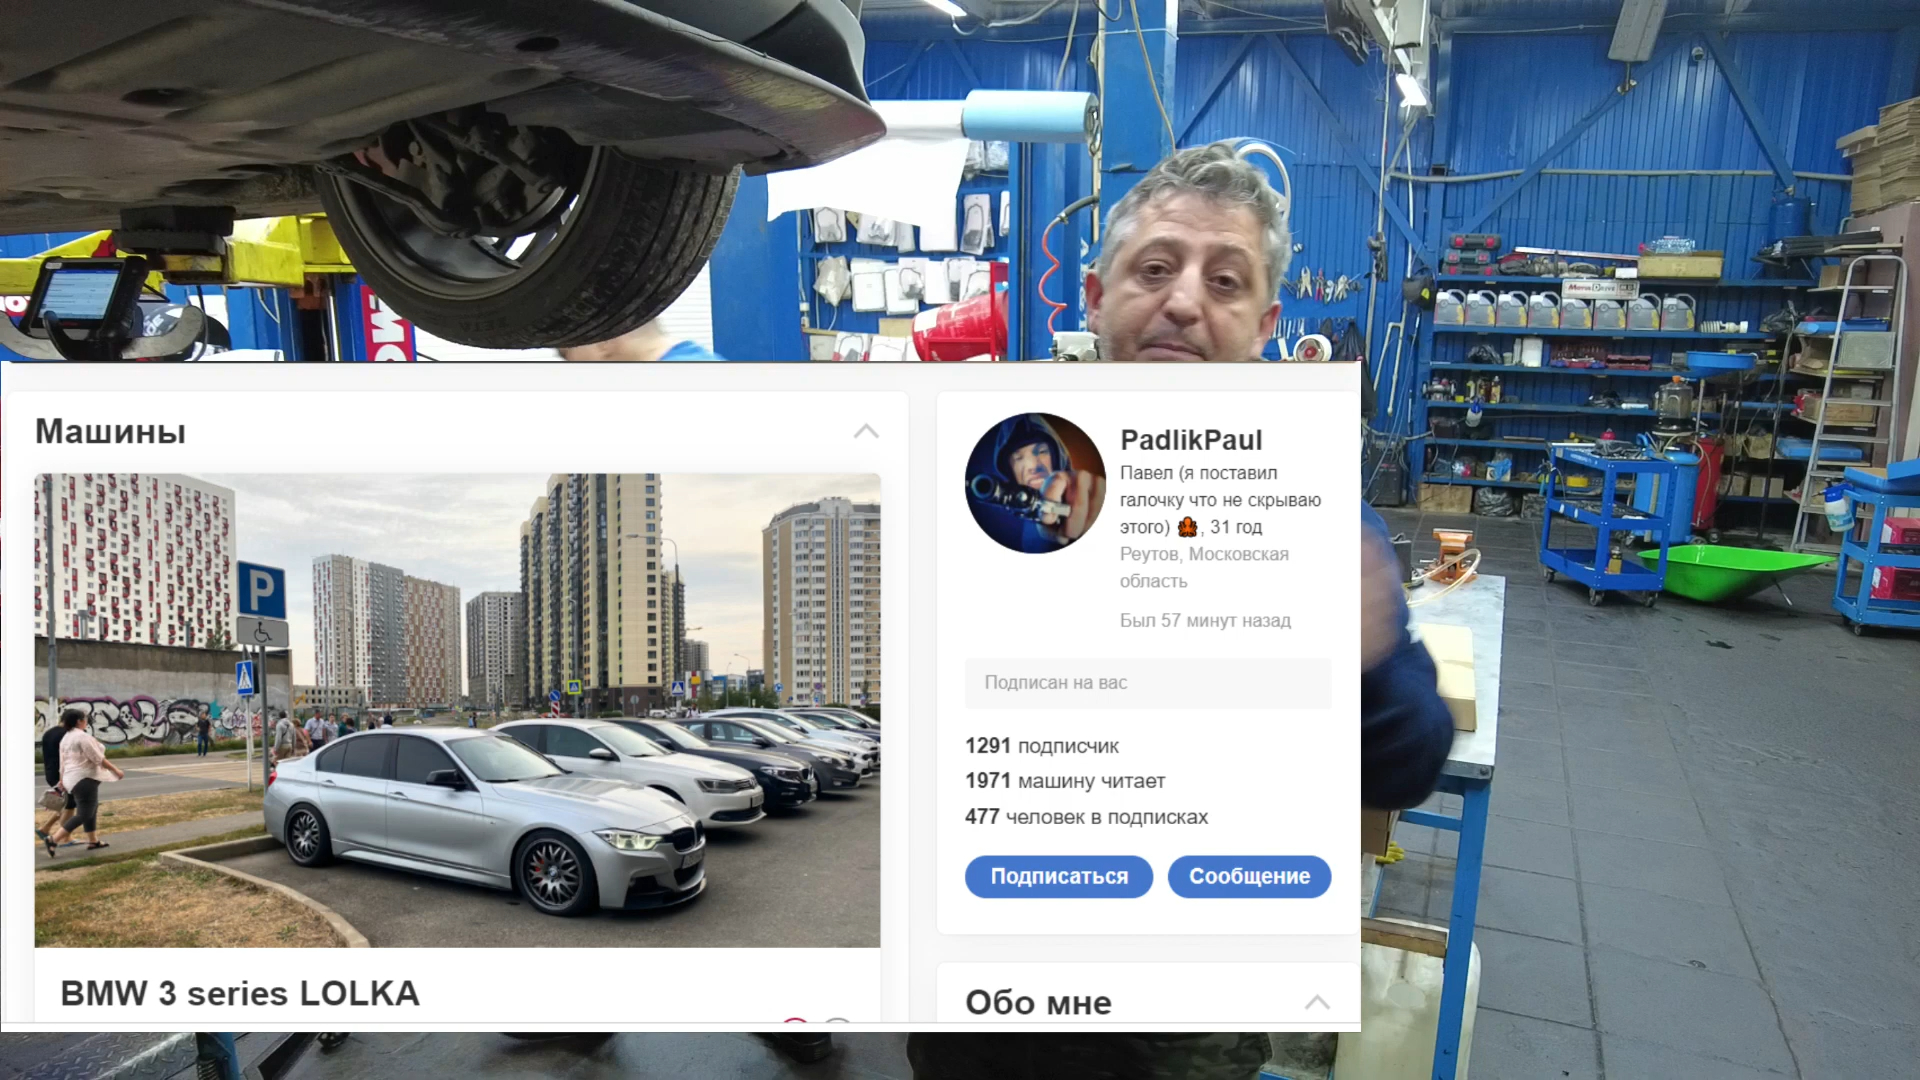 Машины
P
BMW 3 series LOLKA
PadlikPaul
Павел (я поставил
галочку что не скрываю
этого) , 31 год
Реутов, Московская
область
Был 57 минут назад
Подписан на вас
1291 подписчик
1971 машину читает
477 человек в подписках
Подписаться
Сообщение
Обо мне